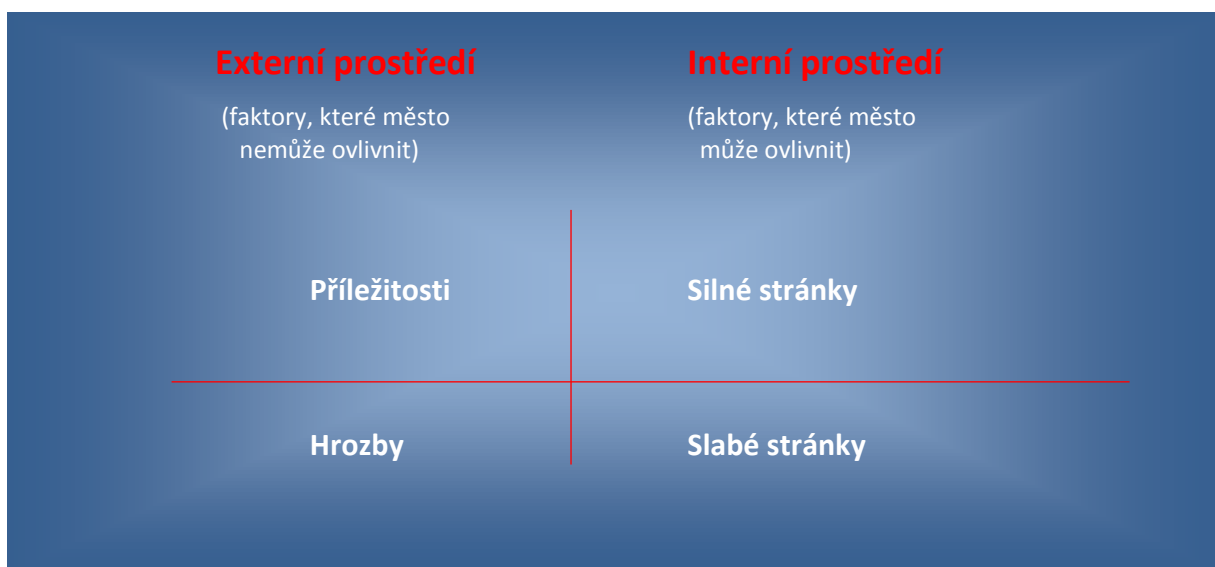 Externí prostředí
Interní prostředí
(faktory, které město
nemůže ovlivnit)
(faktory, které město
může ovlivnit)
Příležitosti
Silné stránky
Hrozby
Slabé stránky